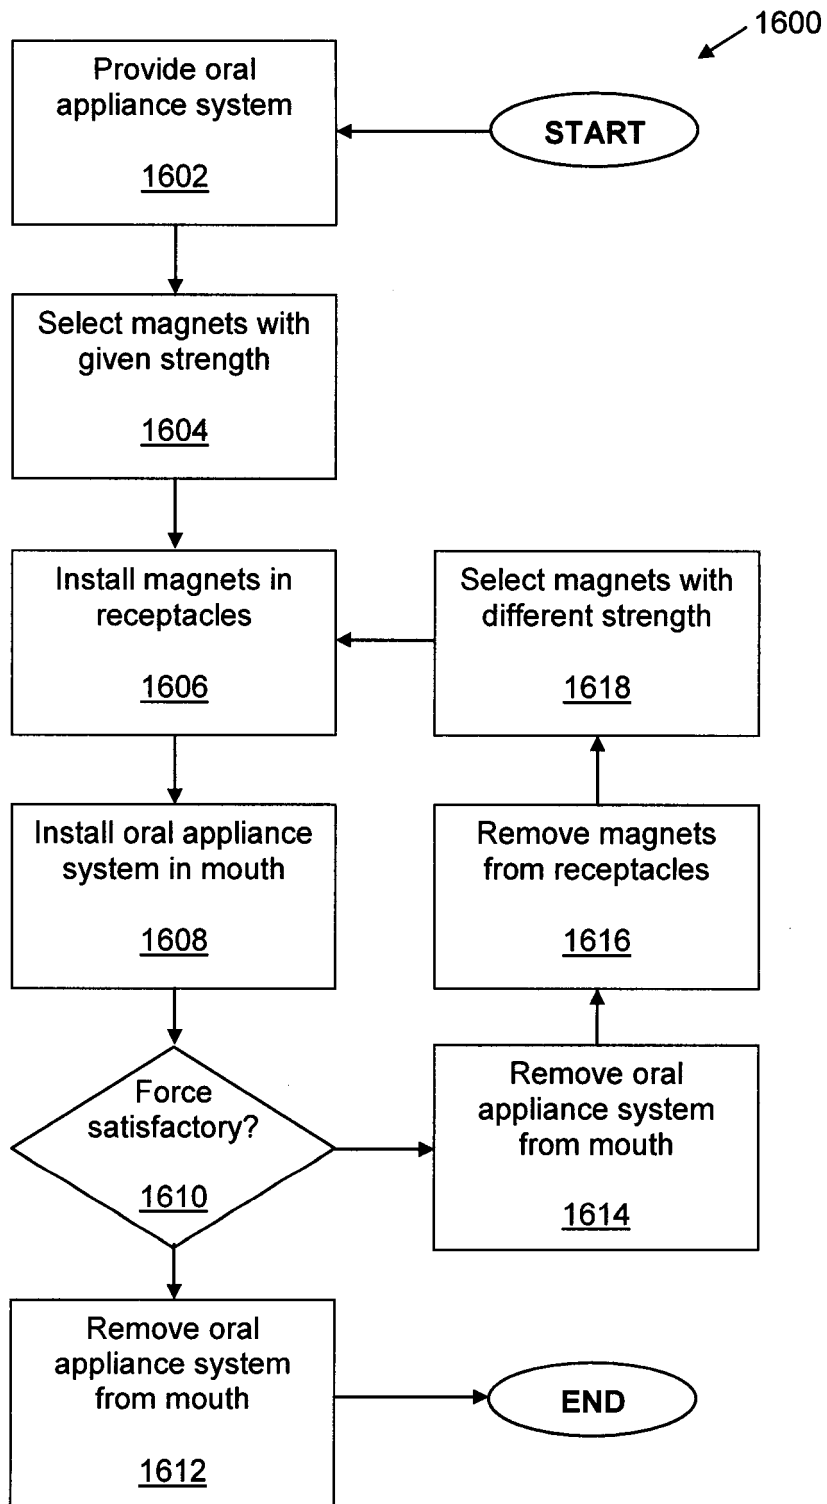 1600
START
Provide oral
appliance system
1602
Select magnets with
given strength
1604
Install magnets in
receptacles
1606
Select magnets with
different strength
1618
Install oral appliance
system in mouth
1608
Remove magnets
from receptacles
1616
Force
satisfactory?
1610
Remove oral
appliance system
from mouth
1614
Remove oral
appliance system
from mouth
1612
END